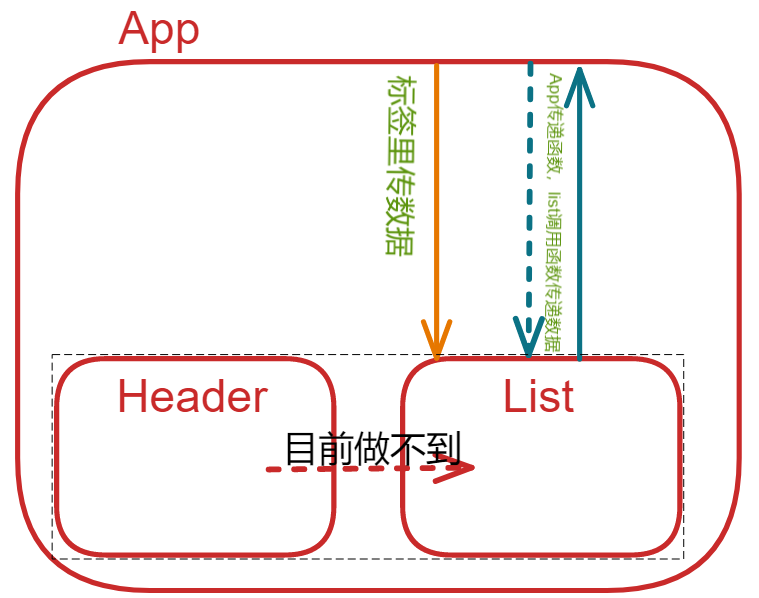 App
标签里传数据
App传递函数，list调用函数传递数据
Header
List
目前做不到